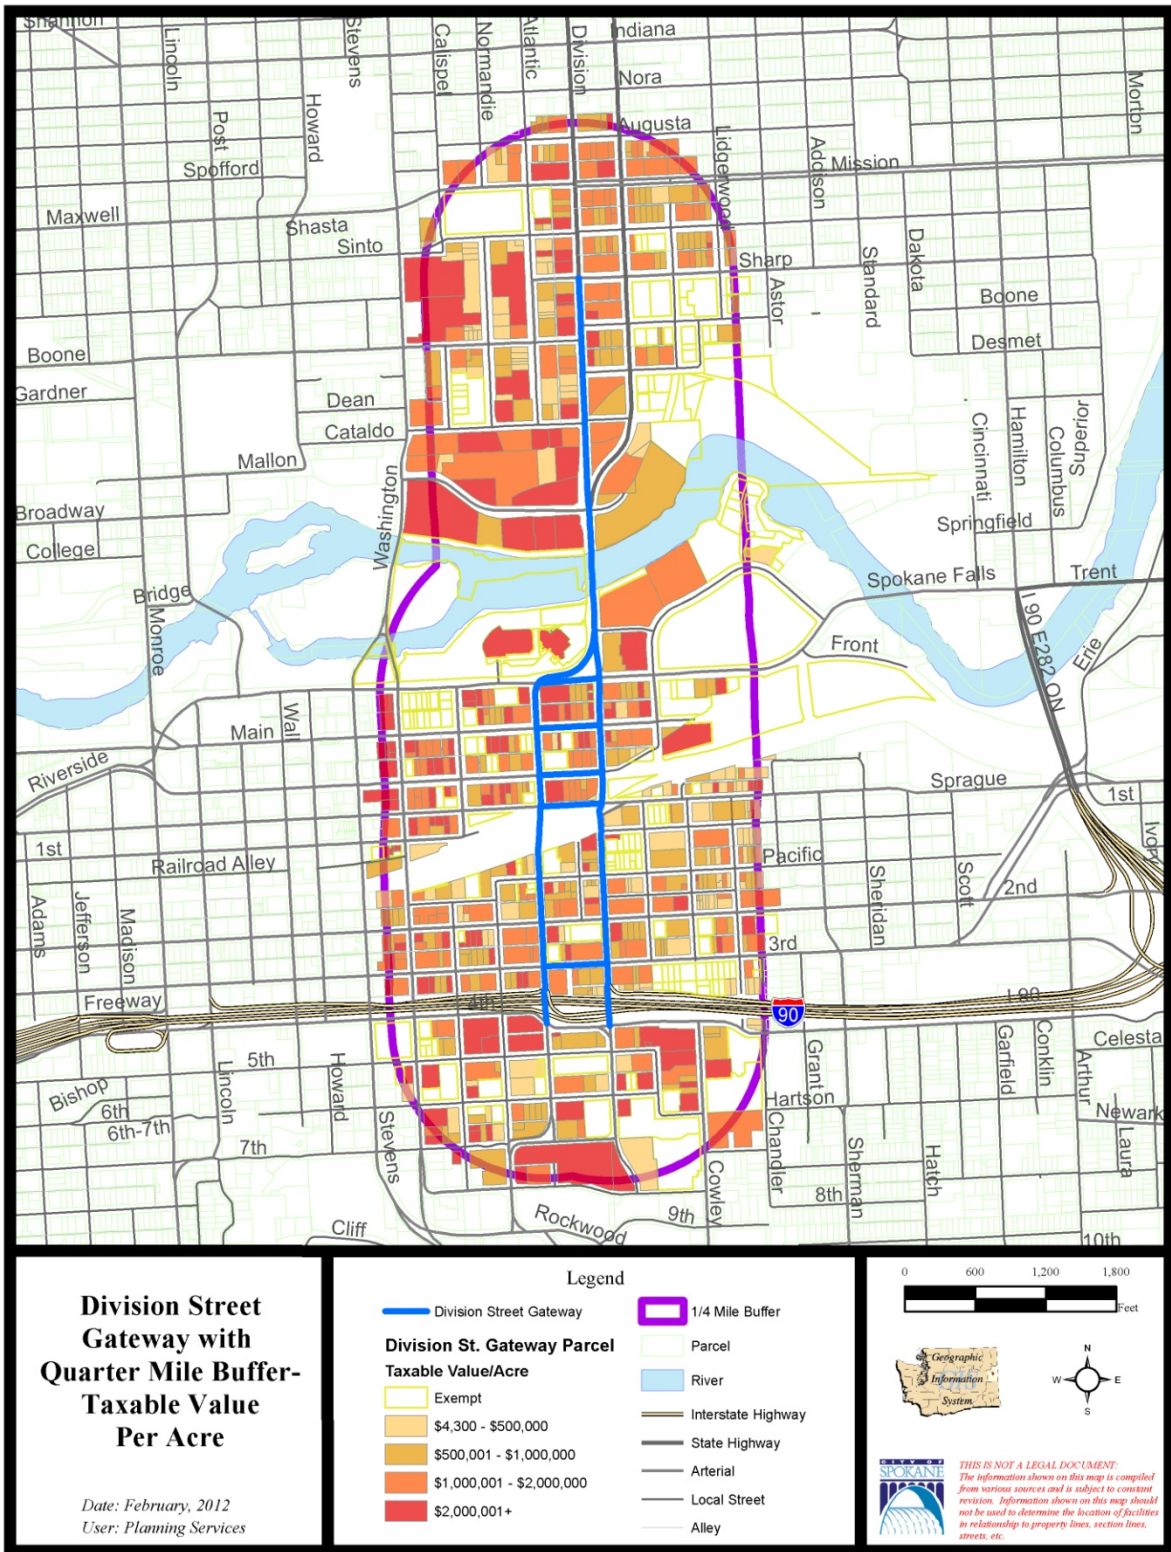 Shannon
Lincoln
Stevens
Calispel
Normandie
Atlantic
Division
Indiana
Nora
Morton
Post
Howard
Augusta
Lidgerwood
Addison
Mission
Spofford
Maxwell
Shasta
Sinto
Sharp
Astor
Standard
Dakota
Boone
Desmet
Boone
Gardner
Dean
Cataldo
Mallon
Cincinnati
Hamilton
Columbus
Superior
Broadway
College
Washington
Springfield
Bridge
Monroe
Spokane Falls
Trent
Front
I 90 E282 ON
Erie
Wall
Main
Riverside
Sprague
1st
Ivory
1st
Railroad Alley
Pacific
2nd
Scott
Sheridan
Adams
Jefferson
Madison
3rd
Freeway
4th
I 90
90
5th
Lincoln
Howard
Bishop
6th
6th-7th
7th
Stevens
Grant
Garfield
Conklin
Arthur
Celesta
Hartson
Newark
Laura
Chandler
Sherman
Hatch
Cowley
8th
9th
Rockwood
Cliff
10th
Division Street
Gateway with
Quarter Mile Buffer-
Taxable Value
Per Acre
Date: February, 2012
User: Planning Services
Legend
Division Street Gateway
Division St. Gateway Parcel
Taxable Value/Acre
Exempt
$4,300 - $500,000
$500,001 - $1,000,000
$1,000,001 - $2,000,000
$2,000,001+
1/4 Mile Buffer
Parcel
River
Interstate Highway
State Highway
Arterial
Local Street
Alley
0 600 1,200 1,800
Feet
Geographic
Information
System
N
W E
S
CITY OF
SPOKANE
THIS IS NOT A LEGAL DOCUMENT:
The information shown on this map is compiled
from various sources and is subject to constant
revision. Information shown on this map should
not be used to determine the location of facilities
in relationship to property lines, section lines,
streets, etc.